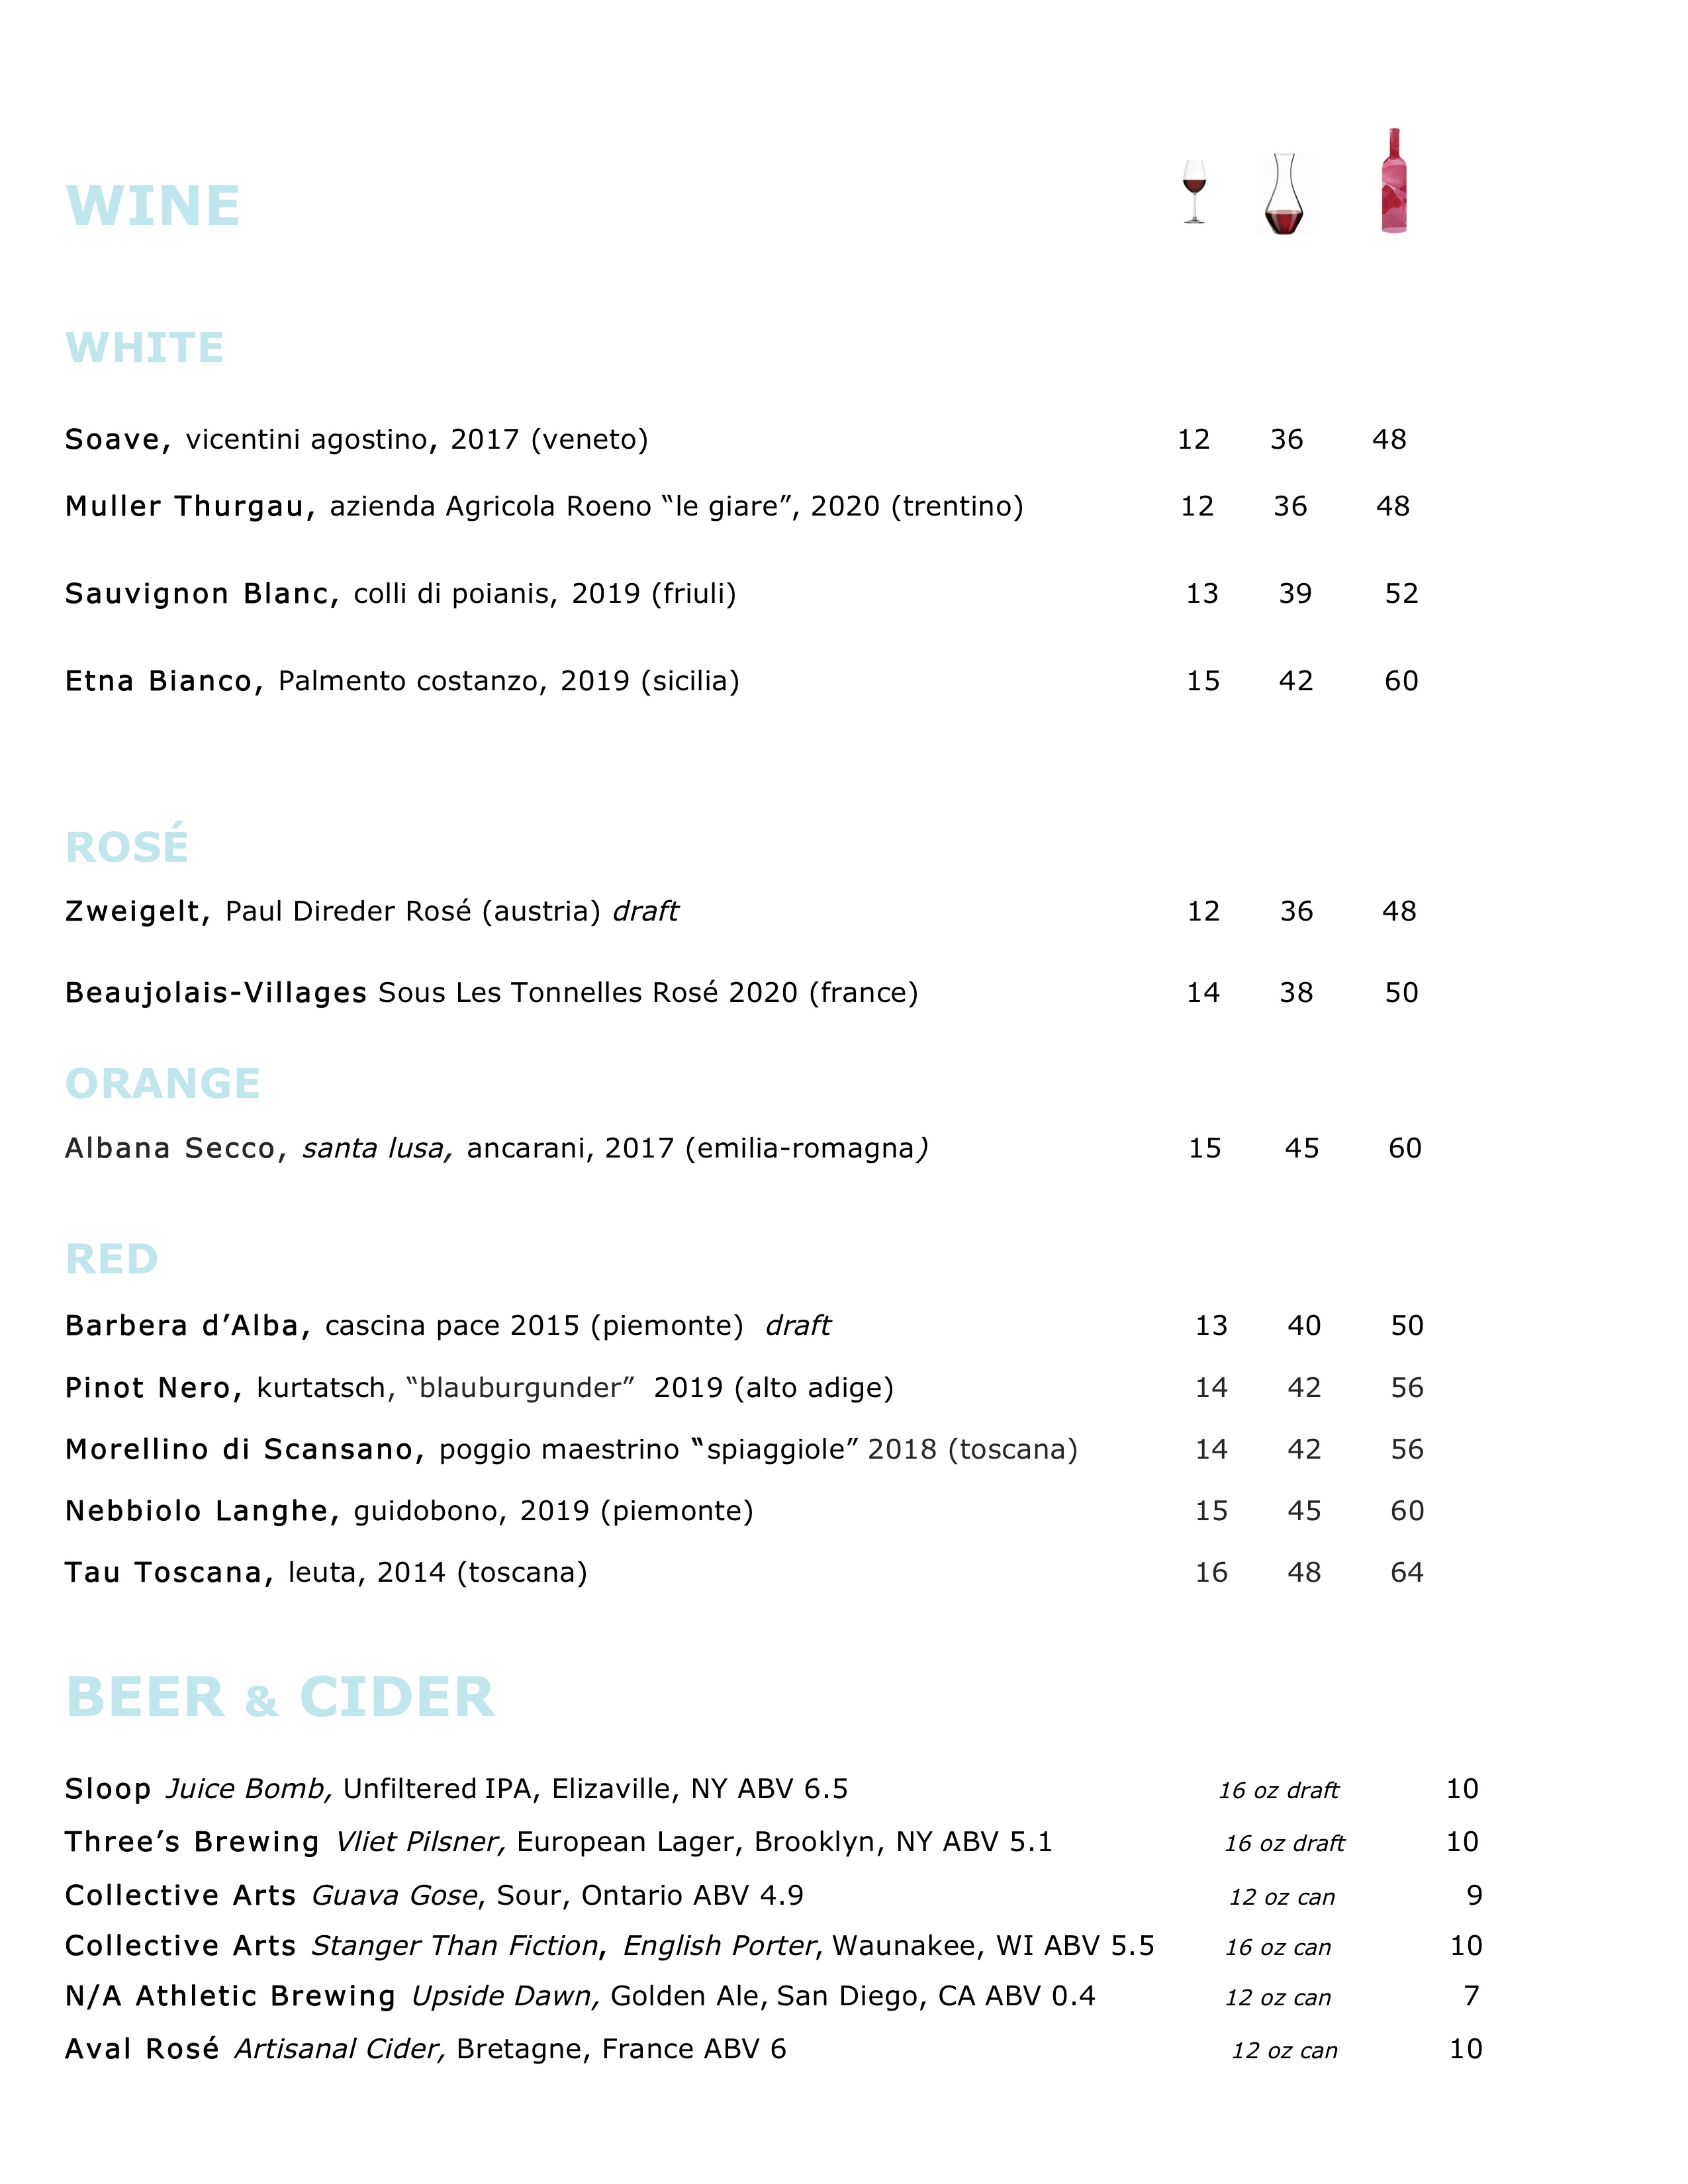 WINE
WHITE
Soave, vicentini agostino, 2017 (veneto) 12 36 48
Muller Thurgau, azienda Agricola Roeno “le giare”, 2020 (trentino) 12 36 48
Sauvignon Blanc, colli di poianis, 2019 (friuli) 13 39 52
Etna Bianco, Palmento costanzo, 2019 (sicilia) 15 42 60
ROSÉ
Zweigelt, Paul Direder Rosé (austria) draft 12 36 48
Beaujolais-Villages Sous Les Tonnelles Rosé 2020 (france) 14 38 50
ORANGE
Albana Secco, santa lusa, ancarani, 2017 (emilia-romagna) 15 45 60
RED
Barbera d’Alba, cascina pace 2015 (piemonte) draft 13 40 50
Pinot Nero, kurtatsch, “blauburgunder” 2019 (alto adige) 14 42 56
Morellino di Scansano, poggio maestrino “spiaggiole” 2018 (toscana) 14 42 56
Nebbiolo Langhe, guidobono, 2019 (piemonte) 15 45 60
Tau Toscana, leuta, 2014 (toscana) 16 48 64
BEER & CIDER
Sloop Juice Bomb, Unfiltered IPA, Elizaville, NY ABV 6.5 16 oz draft 10
Three’s Brewing Vliet Pilsner, European Lager, Brooklyn, NY ABV 5.1 16 oz draft 10
Collective Arts Guava Gose, Sour, Ontario ABV 4.9 12 oz can 9
Collective Arts Stanger Than Fiction, English Porter, Waunakee, WI ABV 5.5 16 oz can 10
N/A Athletic Brewing Upside Dawn, Golden Ale, San Diego, CA ABV 0.4 12 oz can 7
Aval Rosé Artisanal Cider, Bretagne, France ABV 6 12 oz can 10